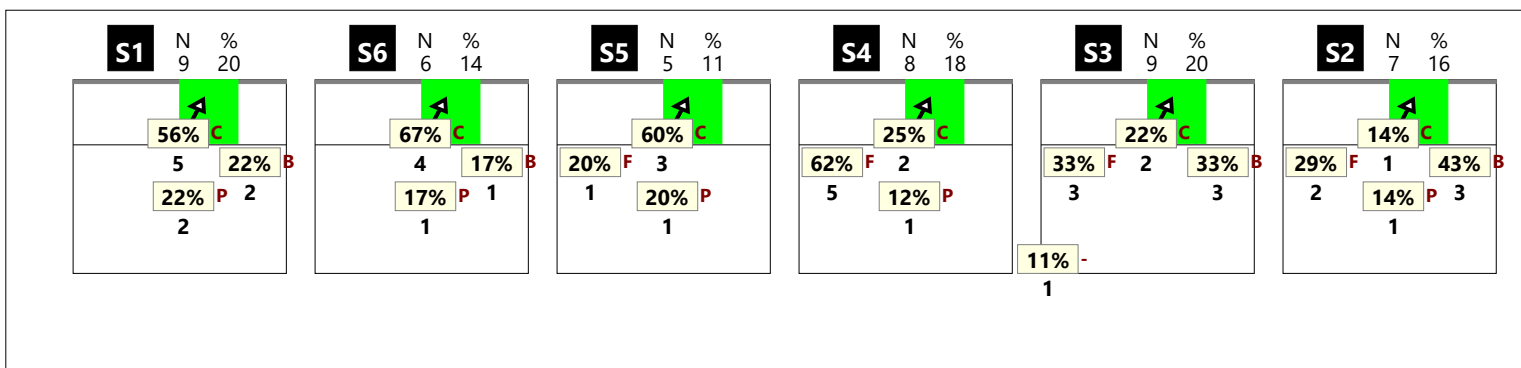 S1 N % S6 N % S5 N % S4 N % S3 N % S2 N %
9 20 6 14 5 11 8 18 9 20 7 16
56% C 67% C 60% C 25% C 22% C 14% C
5 22% B 4 17% B 20% F 3 62% F 2 33% F 2 33% B 29% F 1 43% B
22% P 2 17% P 1 1 20% P 5 12% P 3 3 2 14% P 3
2 1 1 1 1
11% -
1